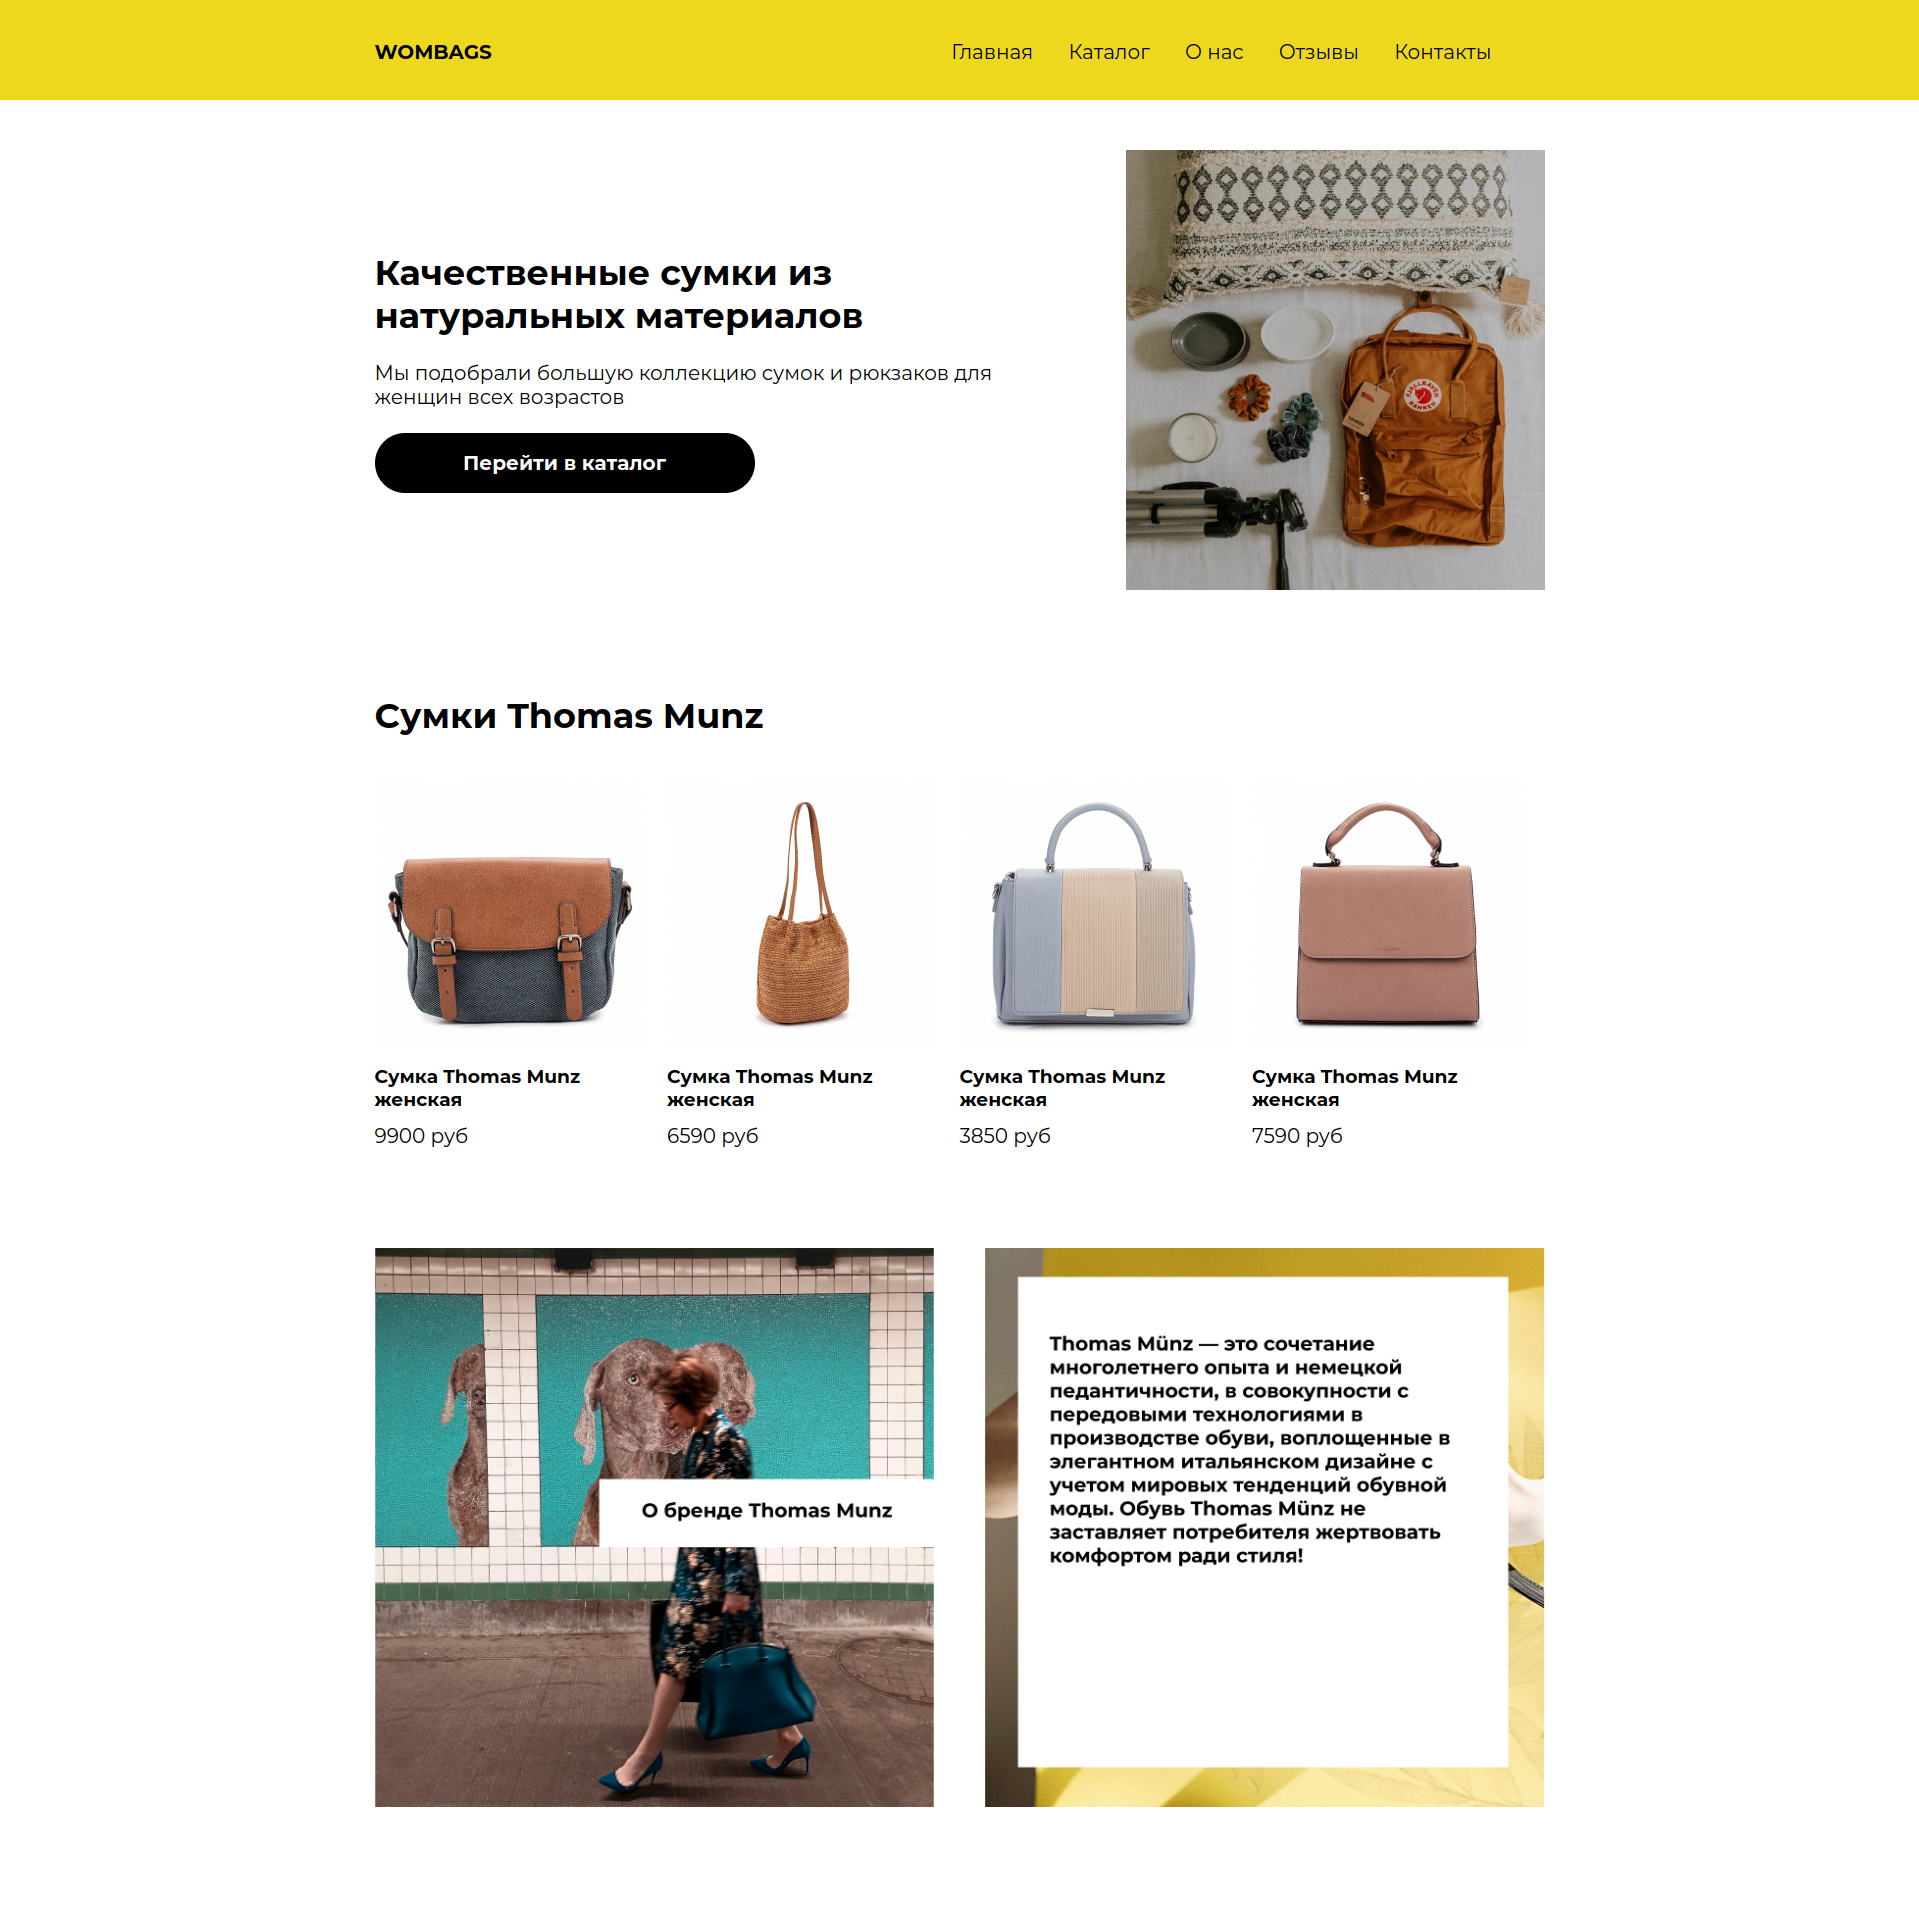 WOMBAGS
Главная Каталог О нас Отзывы Контакты
Качественные сумки из
натуральных материалов
Мы подобрали большую коллекцию сумок и рюкзаков для
женщин всех возрастов
Перейти в каталог
FJÄLLRÄVEN
KÅNKEN
Сумки Thomas Munz
Сумка Thomas Munz
женская
9900 руб
Сумка Thomas Munz
женская
6590 руб
Сумка Thomas Munz
женская
3850 руб
Сумка Thomas Munz
женская
7590 руб
О бренде Thomas Munz
Thomas Münz — это сочетание
многолетнего опыта и немецкой
педантичности, в совокупности с
передовыми технологиями в
производстве обуви, воплощенные в
элегантном итальянском дизайне с
учетом мировых тенденций обувной
моды. Обувь Thomas Münz не
заставляет потребителя жертвовать
комфортом ради стиля!